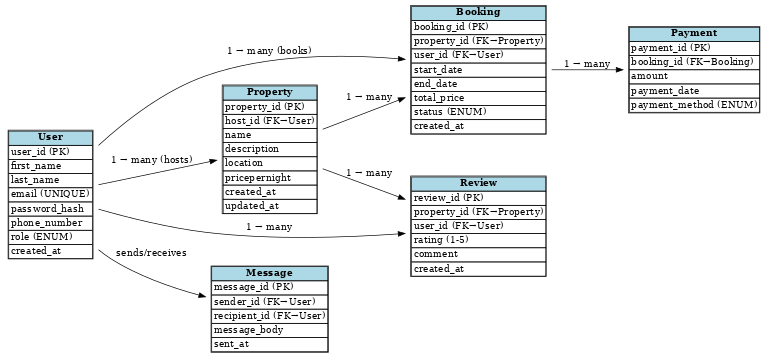 User
user_id (PK)
first_name
last_name
email (UNIQUE)
password_hash
phone_number
role (ENUM)
created_at
1 → many (books)
1 → many (hosts)
1 → many
sends/receives
Property
property_id (PK)
host_id (FK→User)
name
description
location
pricepernight
created_at
updated_at
1 → many
1 → many
Message
message_id (PK)
sender_id (FK→User)
recipient_id (FK→User)
message_body
sent_at
Booking
booking_id (PK)
property_id (FK→Property)
user_id (FK→User)
start_date
end_date
total_price
status (ENUM)
created_at
1 → many
Review
review_id (PK)
property_id (FK→Property)
user_id (FK→User)
rating (1-5)
comment
created_at
Payment
payment_id (PK)
booking_id (FK→Booking)
amount
payment_date
payment_method (ENUM)